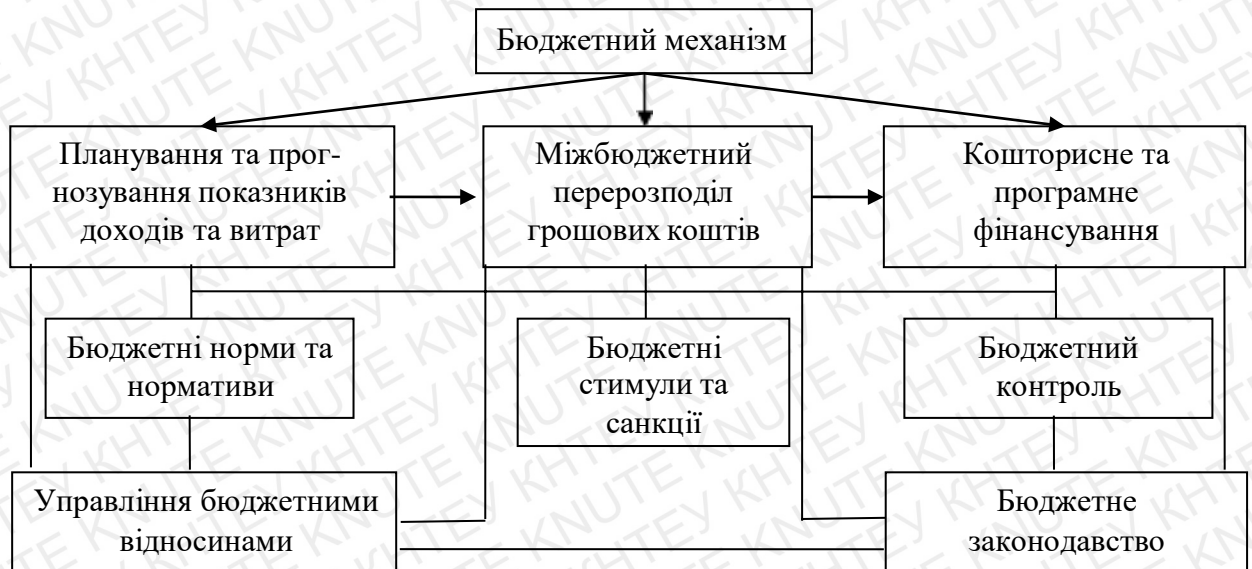 Бюджетний механізм
Планування та прог-
нозування показників
доходів та витрат
Міжбюджетний
перерозподіл
грошових коштів
Кошторисне та
програмне
фінансування
Бюджетні норми та
нормативи
Бюджетні
стимули та
санкції
Бюджетний
контроль
Управління бюджетними
відносинами
Бюджетне
законодавство